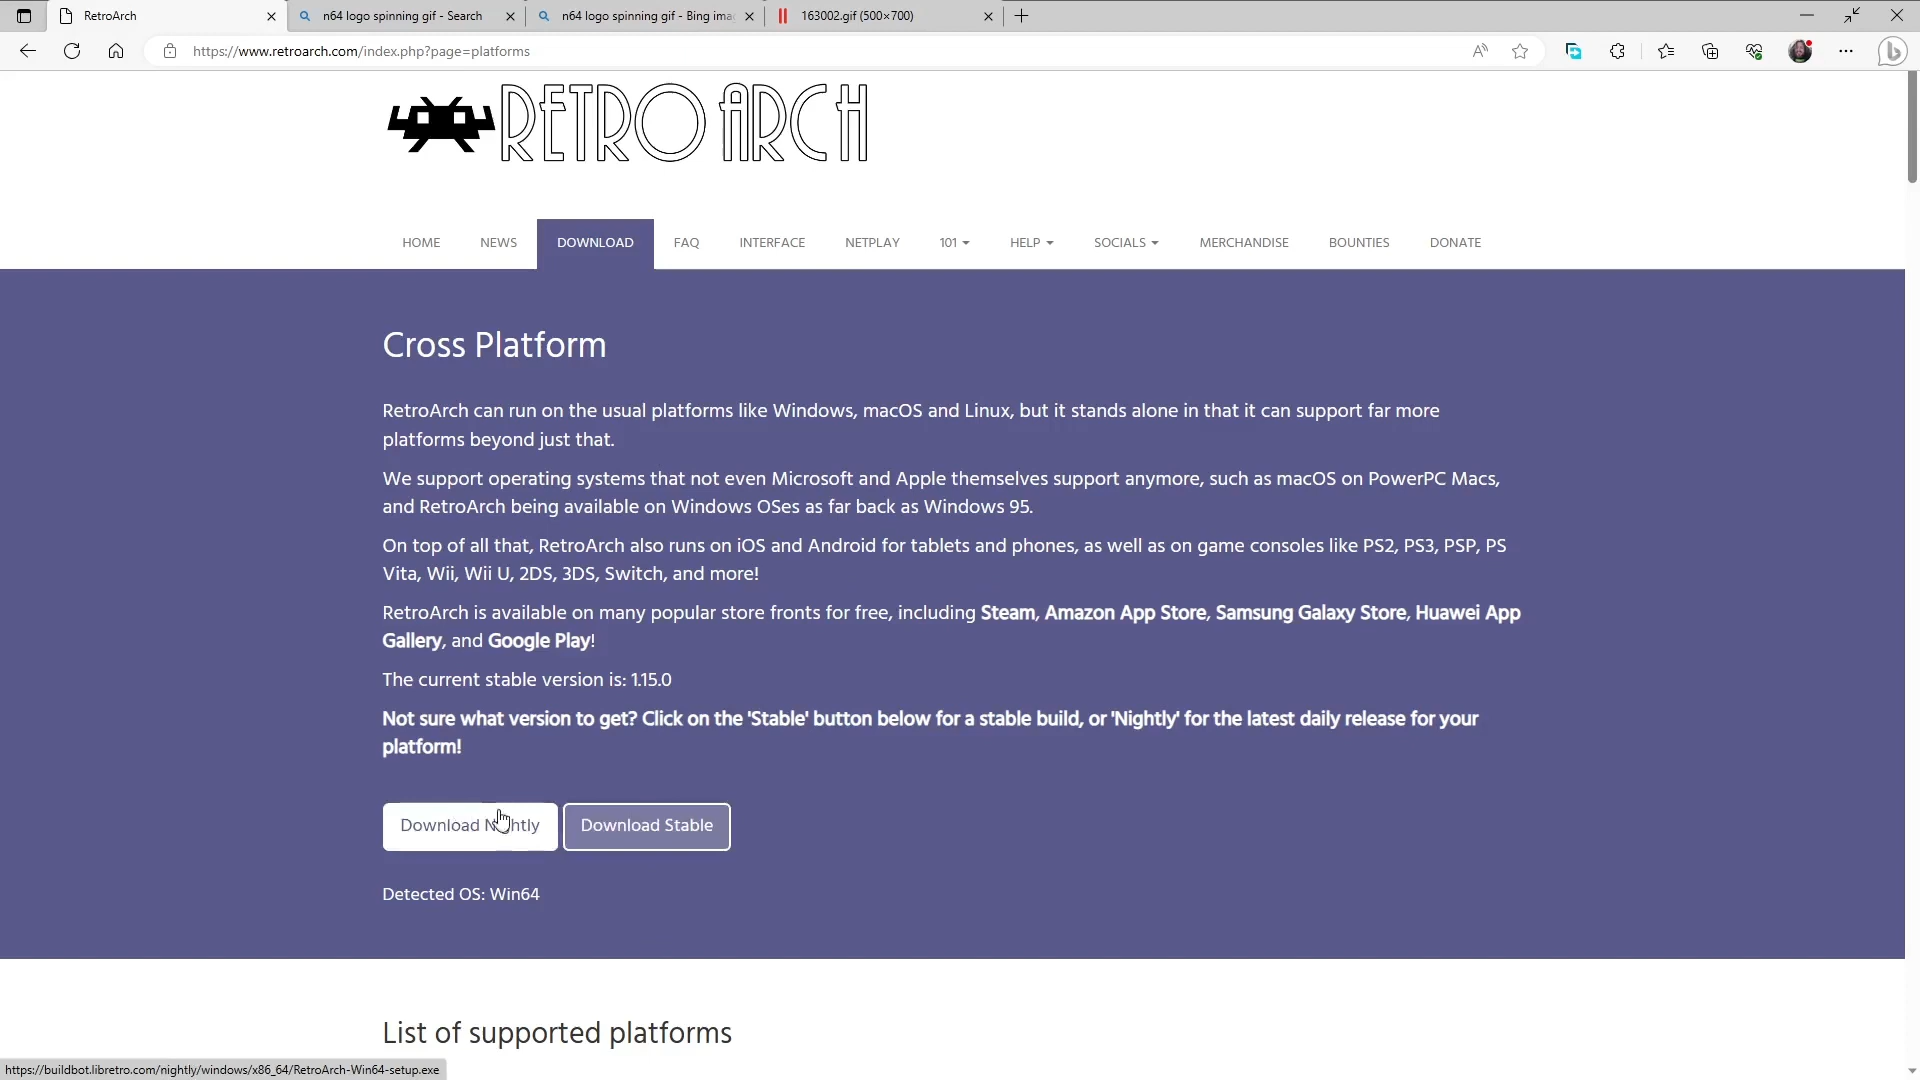 RetroArch
n64 logo spinning gif - Search
n64 logo spinning gif - Bing ima
163002.gif (500×700)
https://www.retroarch.com/index.php?page=platforms
RETROARCH
HOME
NEWS
DOWNLOAD
FAQ
INTERFACE
NETPLAY
101
HELP
SOCIALS
MERCHANDISE
BOUNTIES
DONATE
Cross Platform
RetroArch can run on the usual platforms like Windows, macOS and Linux, but it stands alone in that it can support far more
platforms beyond just that.
We support operating systems that not even Microsoft and Apple themselves support anymore, such as macOS on PowerPC Macs,
and RetroArch being available on Windows OSes as far back as Windows 95.
On top of all that, RetroArch also runs on iOS and Android for tablets and phones, as well as on game consoles like PS2, PS3, PSP, PS
Vita, Wii, Wii U, 2DS, 3DS, Switch, and more!
RetroArch is available on many popular store fronts for free, including Steam, Amazon App Store, Samsung Galaxy Store, Huawei App
Gallery, and Google Play!
The current stable version is: 1.15.0
Not sure what version to get? Click on the 'Stable' button below for a stable build, or 'Nightly' for the latest daily release for your
platform!
Download Nightly
Download Stable
Detected OS: Win64
List of supported platforms
https://buildbot.libretro.com/nightly/windows/x86_64/RetroArch-Win64-setup.exe